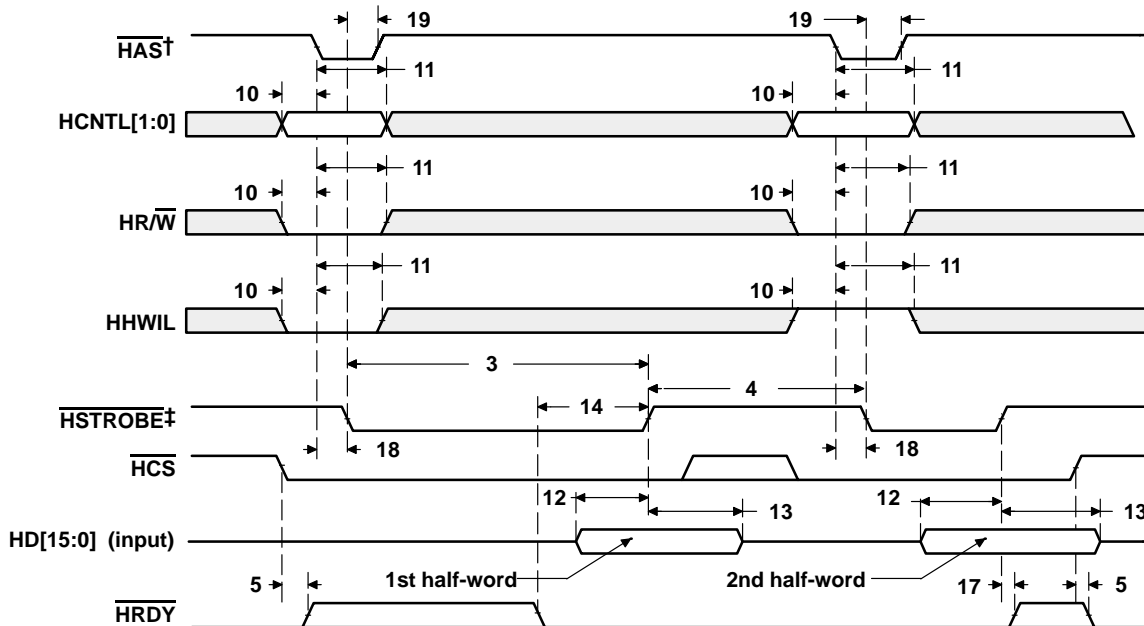 19 19
HAS†
11 11
10 10
HCNTL[1:0]
11 11
10 10
HR/W
11 11
10 10
HHWIL
3
4
14
HSTROBE‡
18 18
HCS
12 12
13 13
HD[15:0] (input)
1st half-word 2nd half-word
5 17 5
HRDY